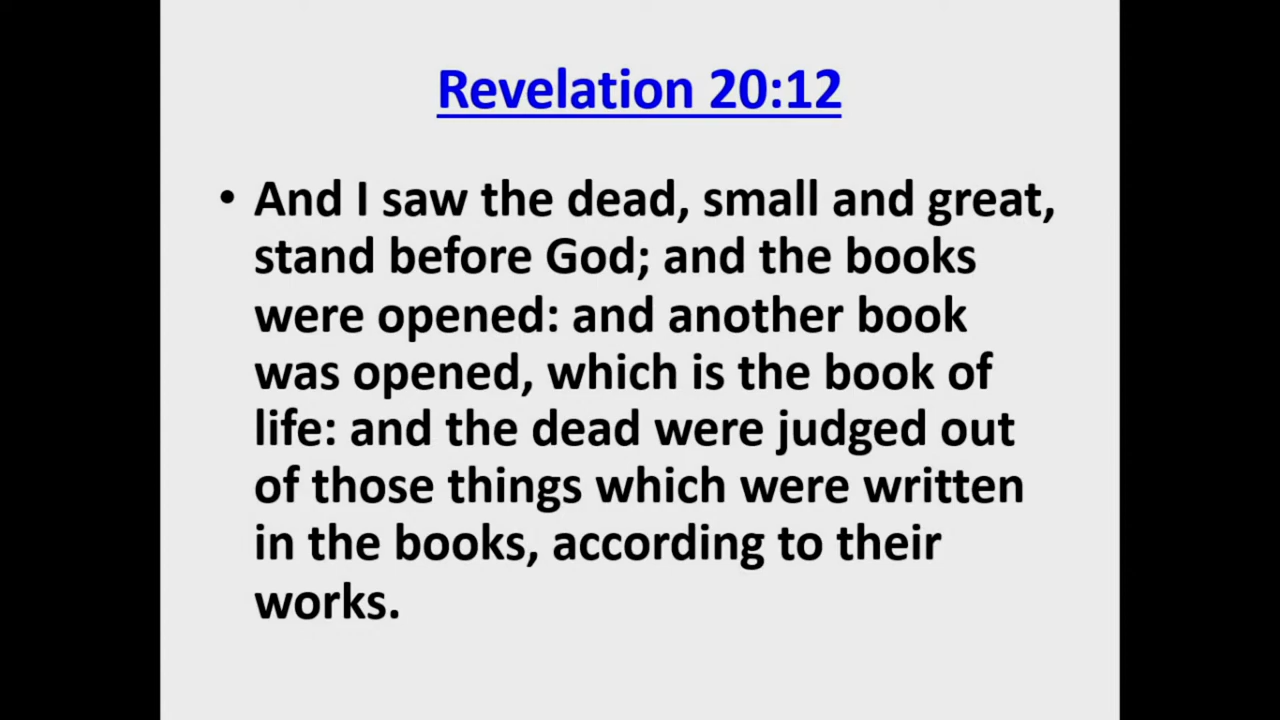 Revelation 20:12
• And I saw the dead, small and great,
stand before God; and the books
were opened: and another book
was opened, which is the book of
life: and the dead were judged out
of those things which were written
in the books, according to their
works.